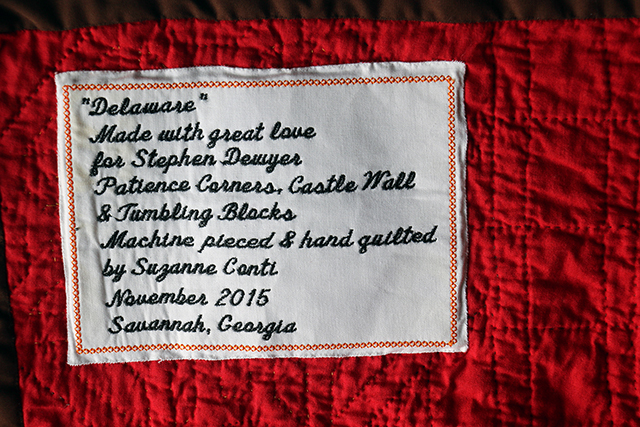 "Delaware"
Made with great love
for Stephen Dewyer
Patience Corners, Castle Wall
& Tumbling Blocks
Machine pieced & hand quilted
by Suzanne Conti
November 2015
Savannah, Georgia